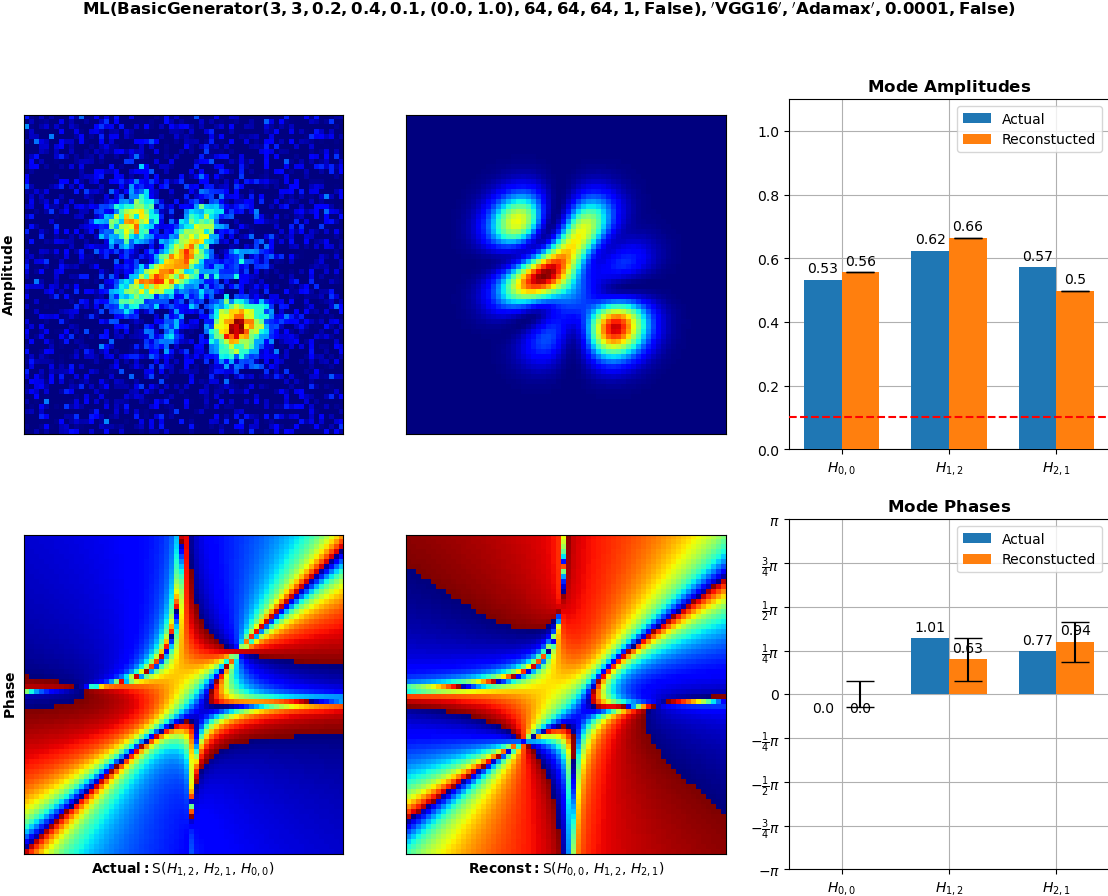 ML(BasicGenerator(3, 3, 0.2, 0.4, 0.1, (0.0, 1.0), 64, 64, 64, 1, False), ′VGG16′, ′Adamax′, 0.0001, False)
Amplitude
Mode Amplitudes
Actual
Reconstucted
1.0
0.8
0.6
0.4
0.2
0.0
0.53
0.56
0.62
0.66
0.57
0.5
H0,0
H1,2
H2,1
Phase
Actual: S(H1,2, H2,1, H0,0)
Reconst: S(H0,0, H1,2, H2,1)
Mode Phases
Actual
Reconstucted
π
3/4π
1/2π
1/4π
0
−1/4π
−1/2π
−3/4π
−π
0.0
0.0
1.01
0.63
0.77
0.94
H0,0
H1,2
H2,1